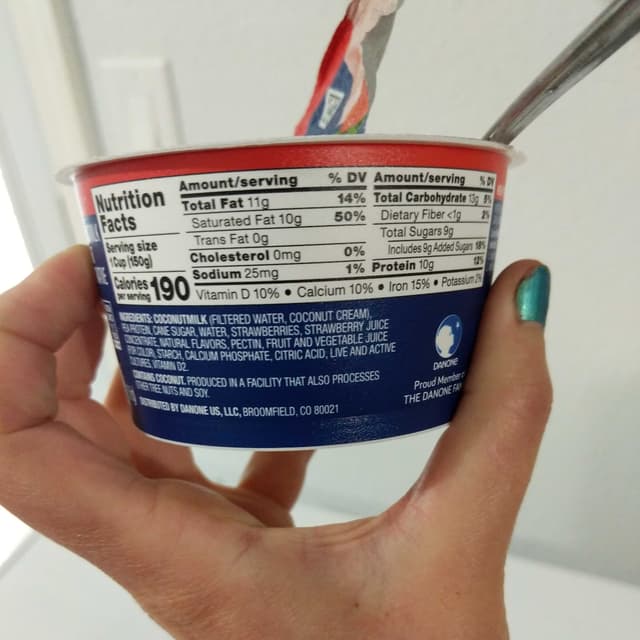 Nutrition
Facts
Serving size
1 Cup (150g)
Calories 190
per serving
Amount/serving % DV
Total Fat 11g 14%
Saturated Fat 10g 50%
Trans Fat 0g
Cholesterol 0mg 0%
Sodium 25mg 1%
Amount/serving % DV
Total Carbohydrate 13g 5%
Dietary Fiber <1g 2%
Total Sugars 9g
Includes 9g Added Sugars 18%
Protein 10g 12%
Vitamin D 10% • Calcium 10% • Iron 15% • Potassium 2%
INGREDIENTS: COCONUTMILK (FILTERED WATER, COCONUT CREAM),
PEA PROTEIN, CANE SUGAR, WATER, STRAWBERRIES, STRAWBERRY JUICE
CONCENTRATE, NATURAL FLAVORS, PECTIN, FRUIT AND VEGETABLE JUICE
(FOR COLOR), STARCH, CALCIUM PHOSPHATE, CITRIC ACID, LIVE AND ACTIVE
CULTURES, VITAMIN D2.
CONTAINS COCONUT. PRODUCED IN A FACILITY THAT ALSO PROCESSES
OTHER TREE NUTS AND SOY.
DISTRIBUTED BY DANONE US, LLC, BROOMFIELD, CO 80021
DANONE
Proud Member o
THE DANONE FAM